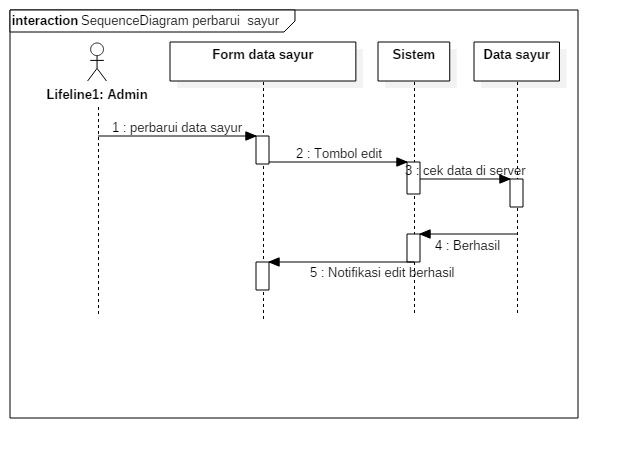 interaction SequenceDiagram perbarui sayur
Form data sayur
Sistem
Data sayur
Lifeline1: Admin
1 : perbarui data sayur
2 : Tombol edit
3 : cek data di server
4 : Berhasil
5 : Notifikasi edit berhasil